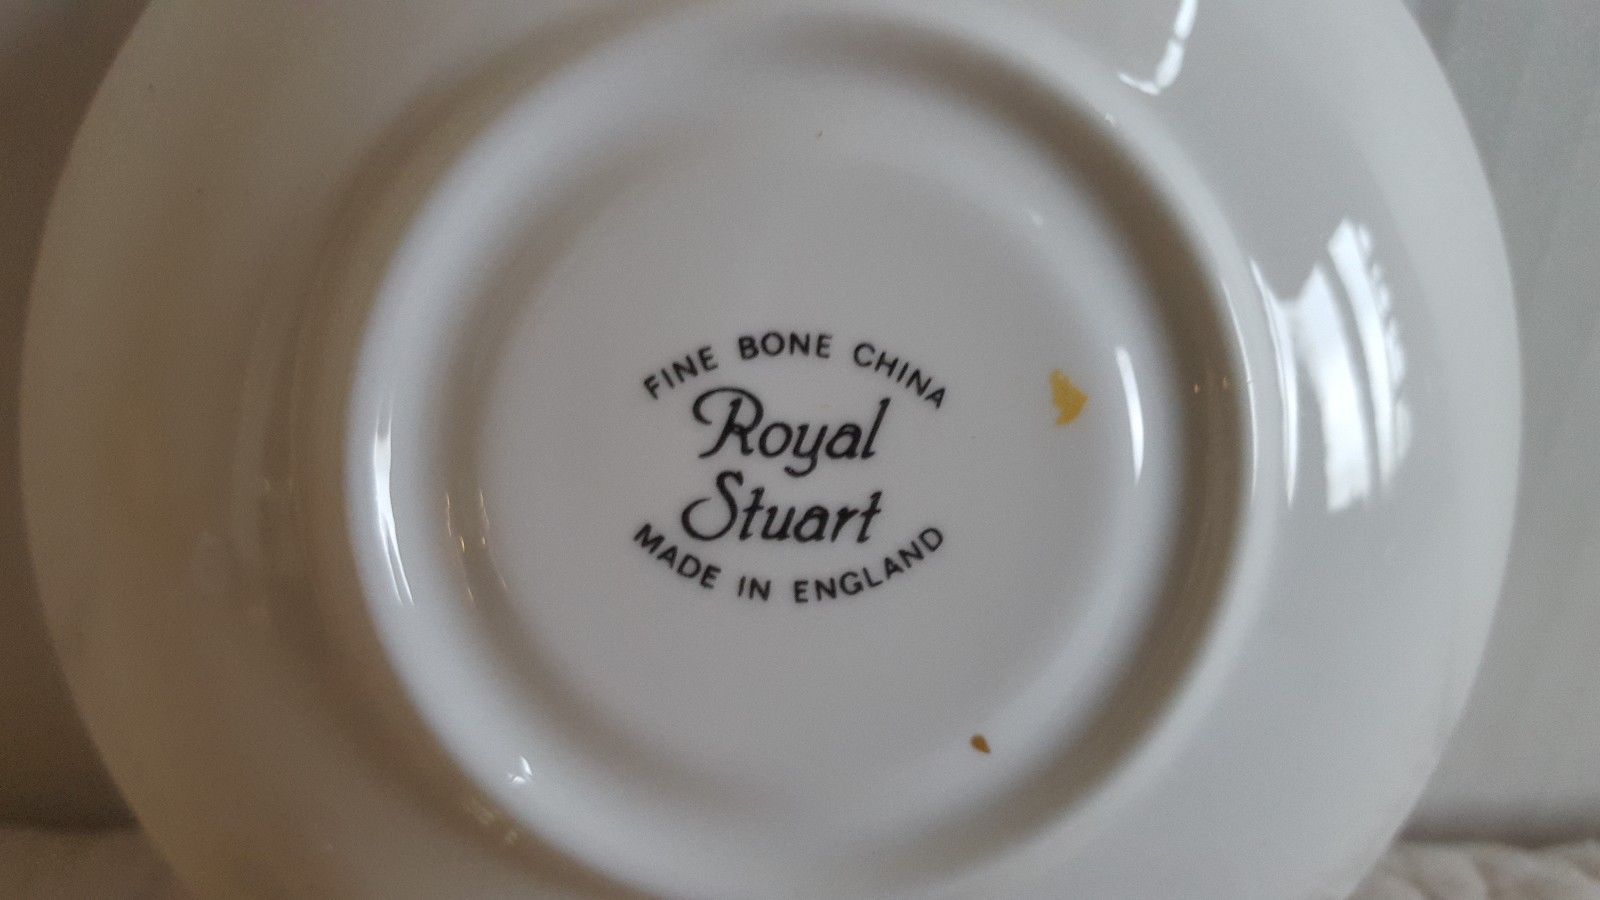 FINE BONE CHINA
Royal
Stuart
MADE IN ENGLAND